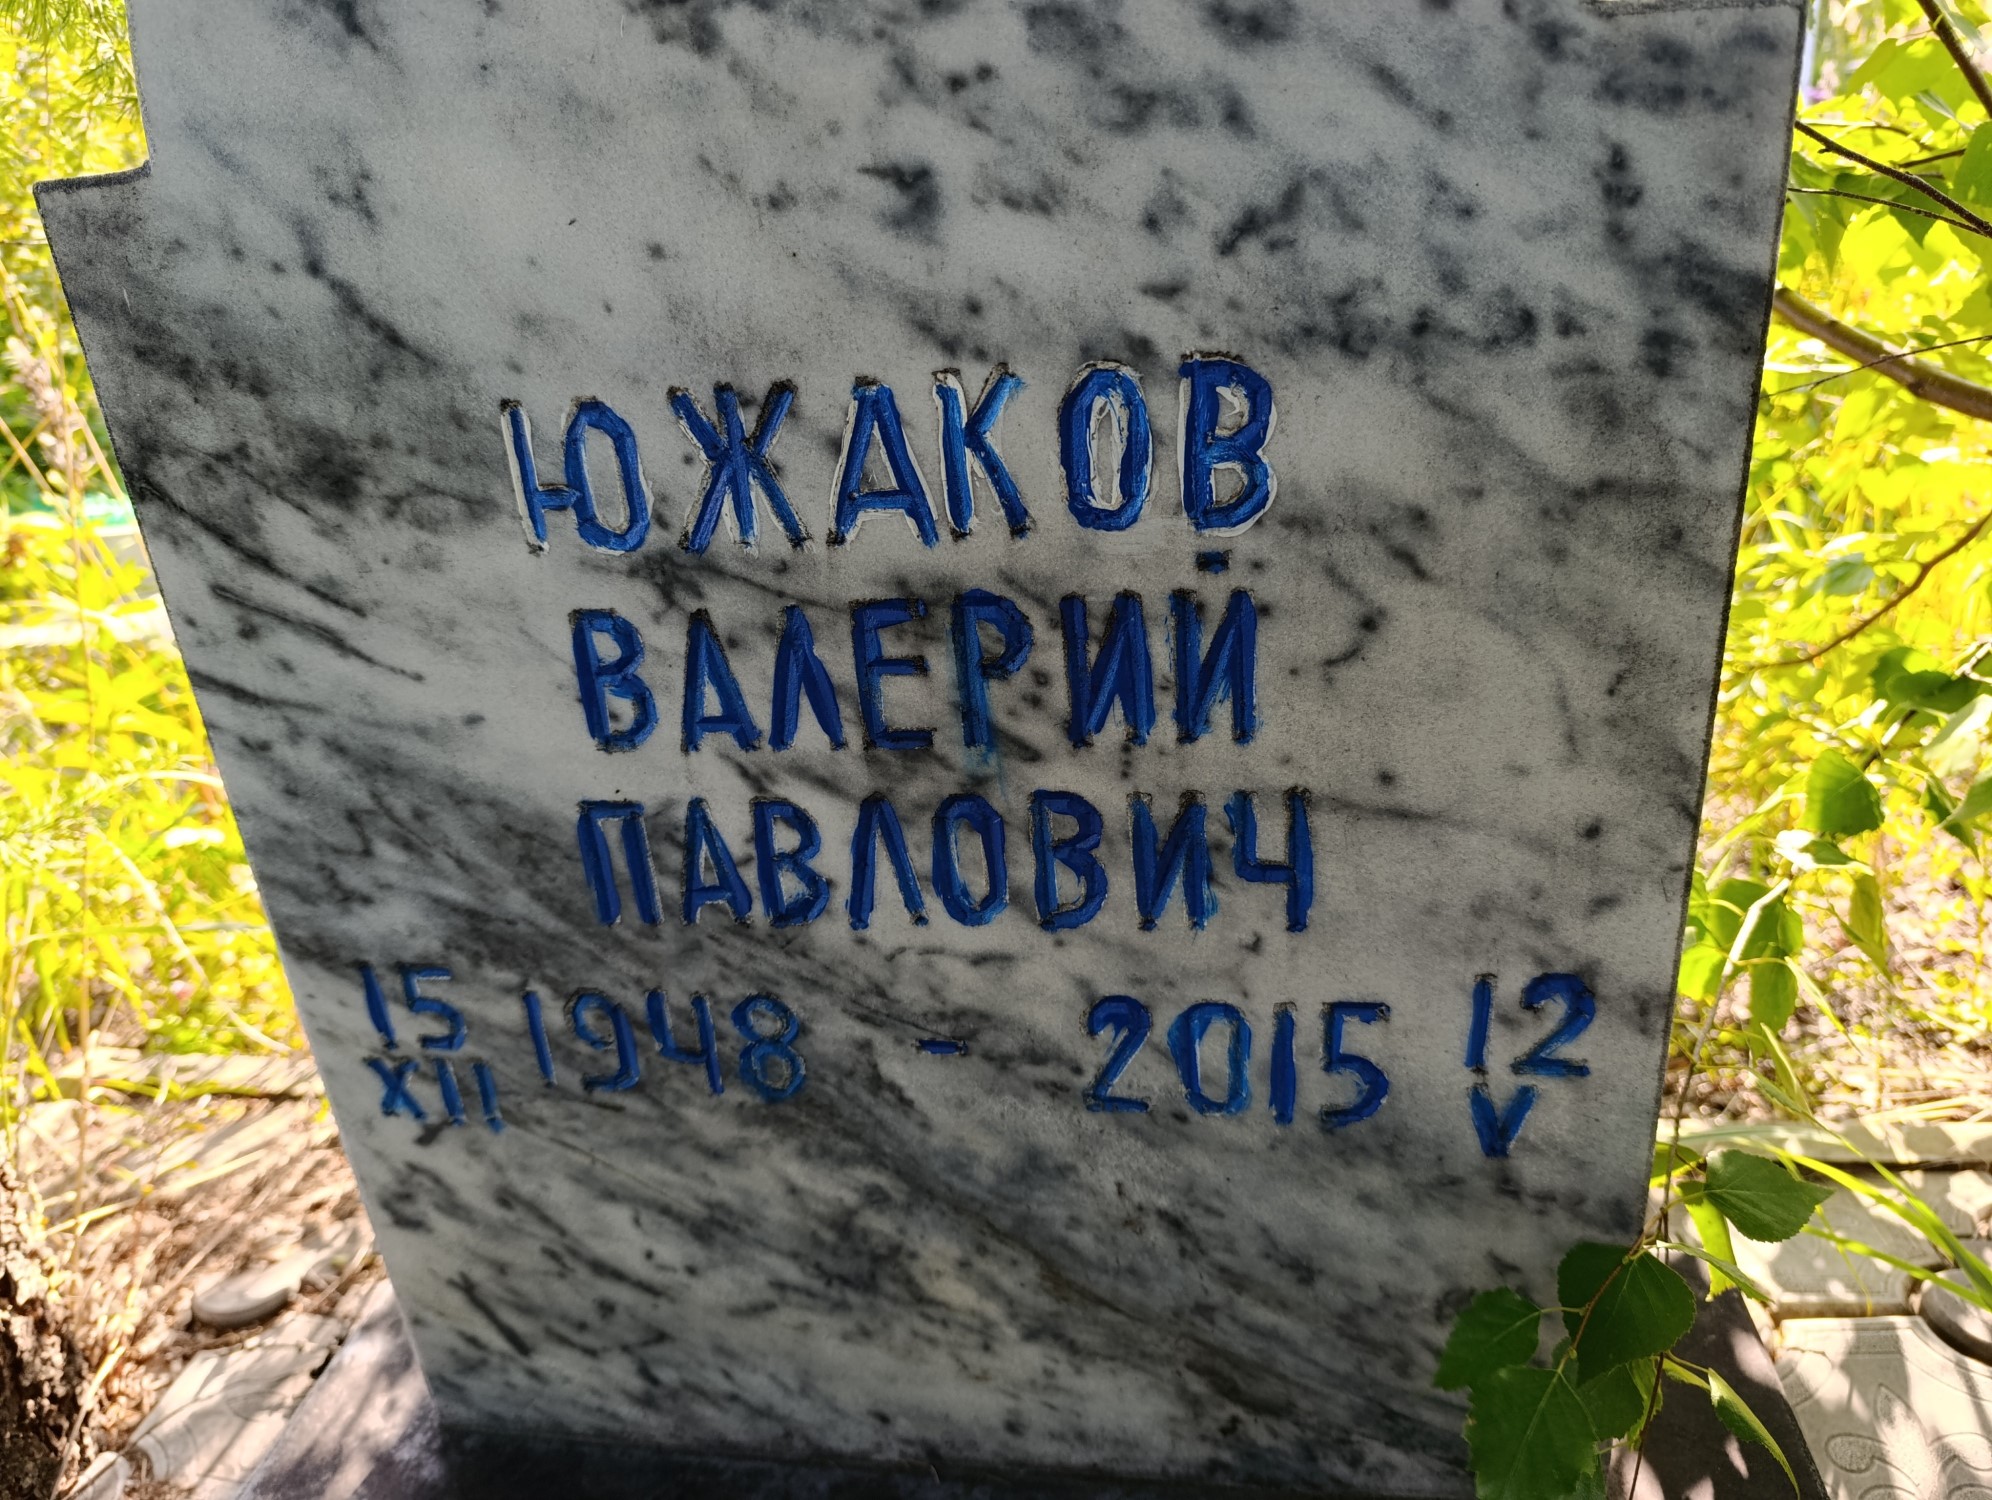 ЮЖАКОВ
ВАЛЕРИЙ
ПАВЛОВИЧ
15 XII 1948 - 2015 12 V